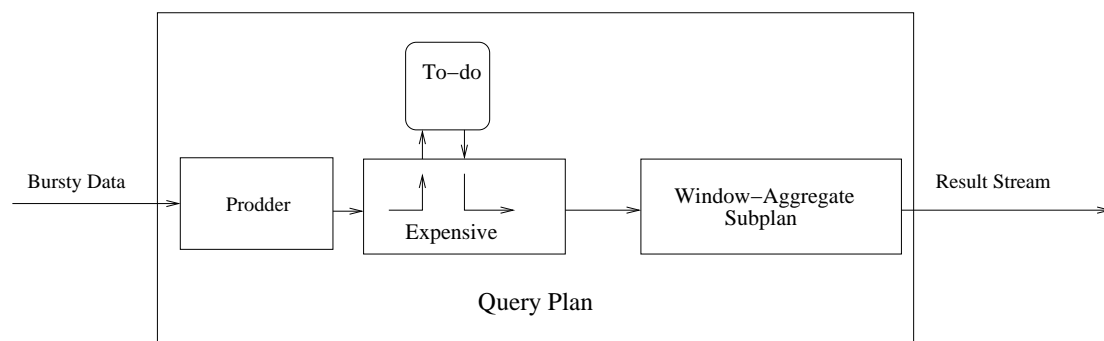 To−do
Bursty Data
Prodder
Expensive
Window−Aggregate
Subplan
Result Stream
Query Plan